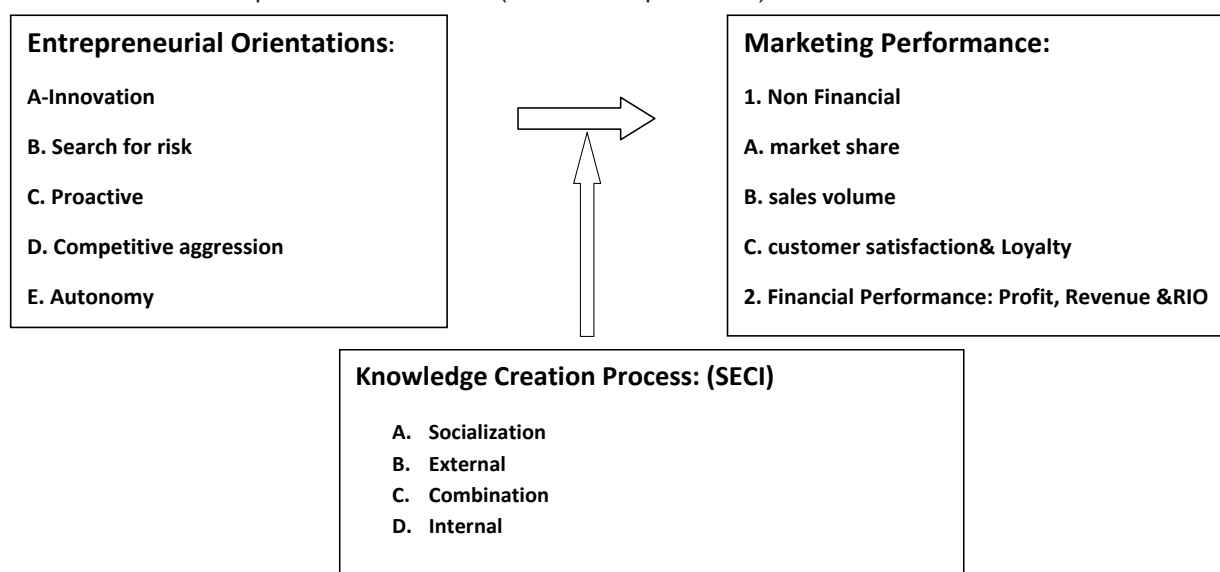 Entrepreneurial Orientations:
A-Innovation
B. Search for risk
C. Proactive
D. Competitive aggression
E. Autonomy
Marketing Performance:
1. Non Financial
A. market share
B. sales volume
C. customer satisfaction& Loyalty
2. Financial Performance: Profit, Revenue &RIO
Knowledge Creation Process: (SECI)
A. Socialization
B. External
C. Combination
D. Internal